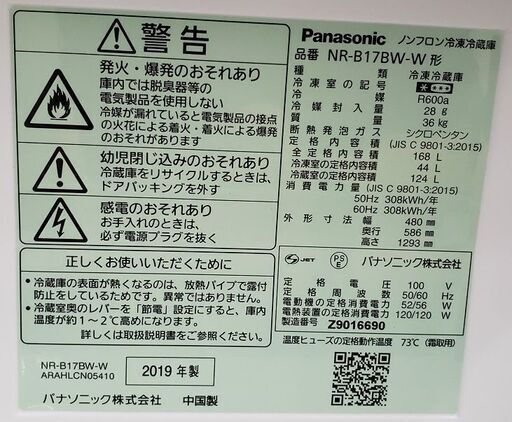 警告
発火・爆発のおそれあり
庫内では脱臭器等の
電気製品を使用しない
冷媒が漏れていると電気製品の接点
の火花による着火・着火による爆発
幼児閉じ込みのおそれあり
冷蔵庫をリサイクルするときは、
ドアパッキングを外す
感電のおそれあり
お手入れのときは、
必ず電源プラグを抜く
正しくお使いいただくために
●冷蔵庫の表面が熱くなるのは、放熱パイプで露付
防止をしているためです。異常ではありません。
●冷蔵室奥のレバーを「節電」設定にすると、庫内
温度が約1~2℃高めになります。
詳しくは取扱説明書をご参照ください。
NR-B17BW-W
ARAHLCN05410
2019 年製
パナソニック株式会社 中国製
Panasonic ノンフロン冷凍冷蔵庫
品番 NR-B17BW-W 形
種類 冷凍冷蔵庫
冷凍室の記号 ＊＊＊＊
冷媒 R600a
冷媒封入量 28 g
質量 36 kg
断熱発泡ガス シクロペンタン
定格内容積 (JIS C 9801-3:2015)
全定格内容積 168 L
冷凍室の定格内容積 44 L
冷蔵室の定格内容積 124 L
消費電力量 (JIS C 9801-3:2015)
50Hz 308kWh/年
60Hz 308kWh/年
外形寸法 幅 480 mm
奥行 586 mm
高さ 1293 mm
JET PSE パナソニック株式会社
定格電圧 100 V
定格周波数 50/60 Hz
電動機の定格消費電力 52/56 W
電熱装置の定格消費電力 120/120 W
製造番号 Z9016690
温度ヒューズの定格動作温度 73℃ (霜取用)